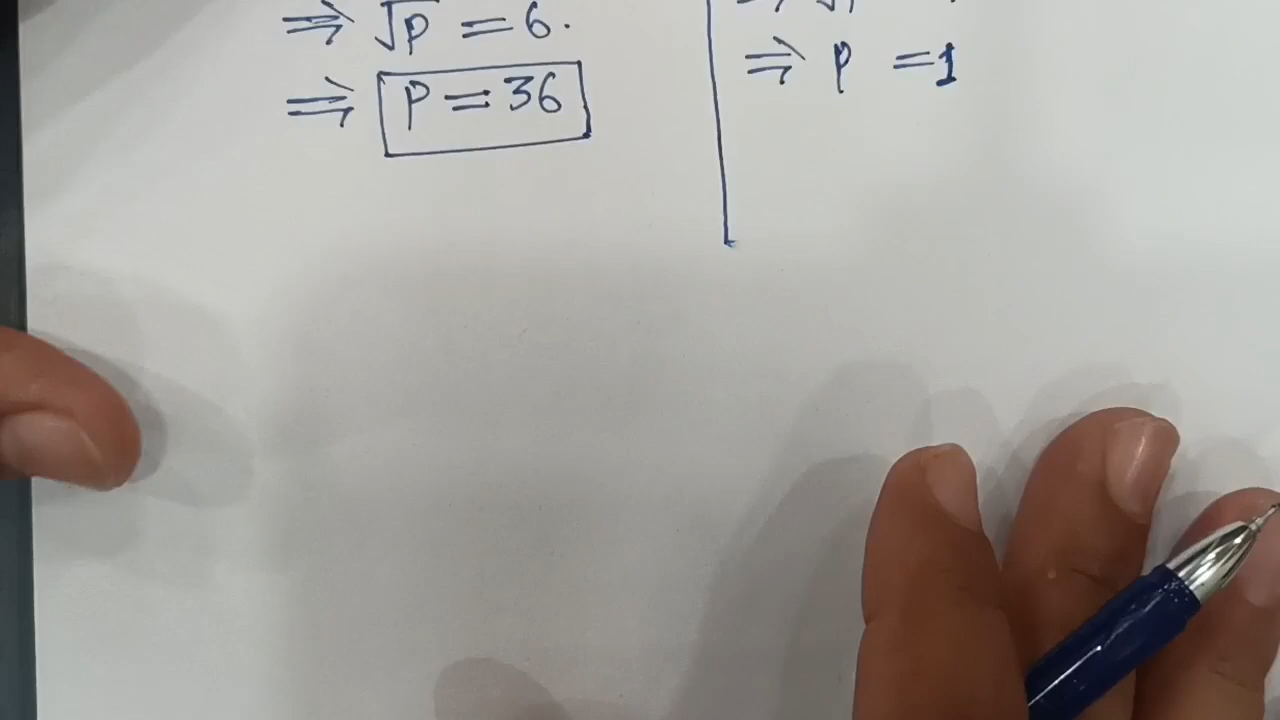 ⇒ √p = 6.
⇒ P = 36
⇒ p = 1